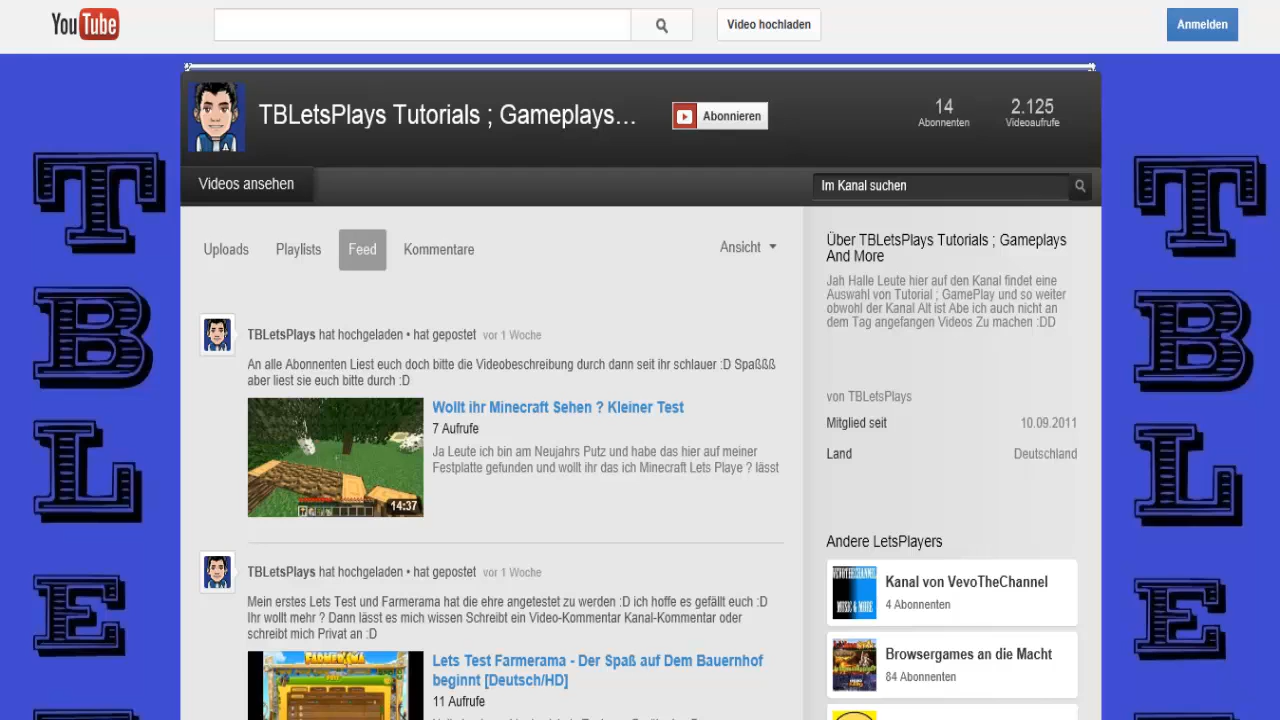 YouTube
Video hochladen
Anmelden
TBLetsPlays Tutorials ; Gameplays...
Abonnieren
14
Abonnenten
2.125
Videoaufrufe
Videos ansehen
Im Kanal suchen
T
B
L
E
T
B
L
E
Uploads
Playlists
Feed
Kommentare
Ansicht
TBLetsPlays hat hochgeladen • hat gepostet vor 1 Woche
An alle Abonnenten Liest euch doch bitte die Videobeschreibung durch dann seit ihr schlauer :D Spaßßß
aber liest sie euch bitte durch :D
Wollt ihr Minecraft Sehen ? Kleiner Test
7 Aufrufe
Ja Leute ich bin am Neujahrs Putz und habe das hier auf meiner
Festplatte gefunden und wollt ihr das ich Minecraft Lets Playe ? lässt
14:37
TBLetsPlays hat hochgeladen • hat gepostet vor 1 Woche
Mein erstes Lets Test und Farmerama hat die ehre angetestet zu werden :D ich hoffe es gefällt euch :D
Ihr wollt mehr ? Dann lässt es mich wissen Schreibt ein Video-Kommentar Kanal-Kommentar oder
schreibt mich Privat an :D
FARMERAMA
Lets Test Farmerama - Der Spaß auf Dem Bauernhof
beginnt [Deutsch/HD]
11 Aufrufe
Über TBLetsPlays Tutorials ; Gameplays
And More
Jah Halle Leute hier auf den Kanal findet eine
Auswahl von Tutorial ; GamePlay und so weiter
obwohl der Kanal Alt ist Abe ich auch nicht an
dem Tag angefangen Videos Zu machen :DD
von TBLetsPlays
Mitglied seit
10.09.2011
Land
Deutschland
Andere LetsPlayers
VEVOTHECHANNEL
MUSIC & MORE
Kanal von VevoTheChannel
4 Abonnenten
Browsergames an die Macht
84 Abonnenten